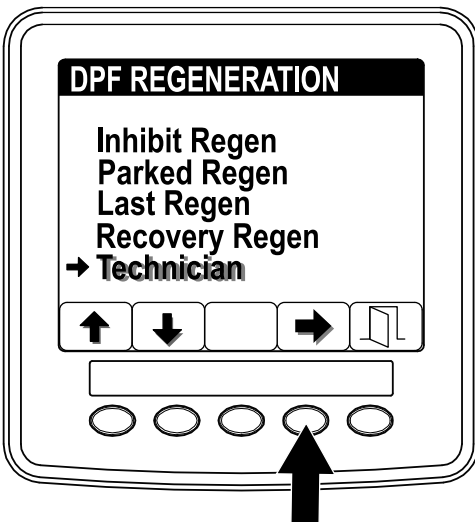 DPF REGENERATION
Inhibit Regen
Parked Regen
Last Regen
Recovery Regen
Technician